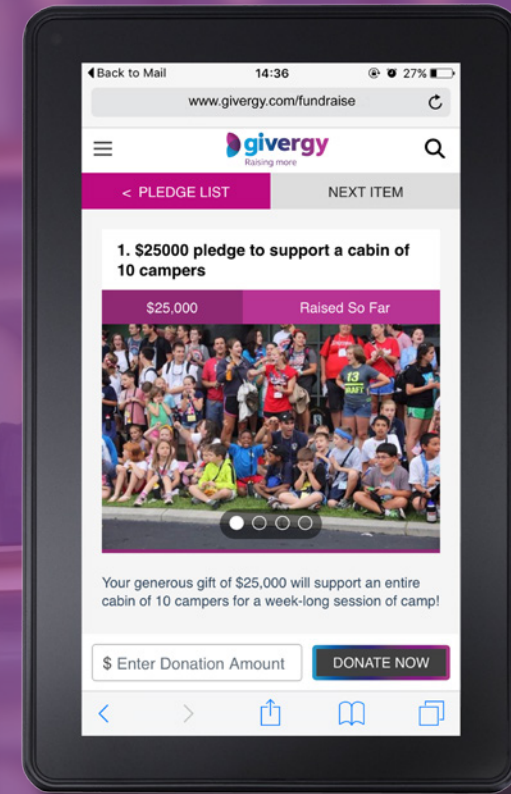 Back to Mail 14:36 27%
www.givergy.com/fundraise
givergy
Raising more
< PLEDGE LIST NEXT ITEM
1. $25000 pledge to support a cabin of
10 campers
$25,000 Raised So Far
13
Your generous gift of $25,000 will support an entire
cabin of 10 campers for a week-long session of camp!
$ Enter Donation Amount DONATE NOW